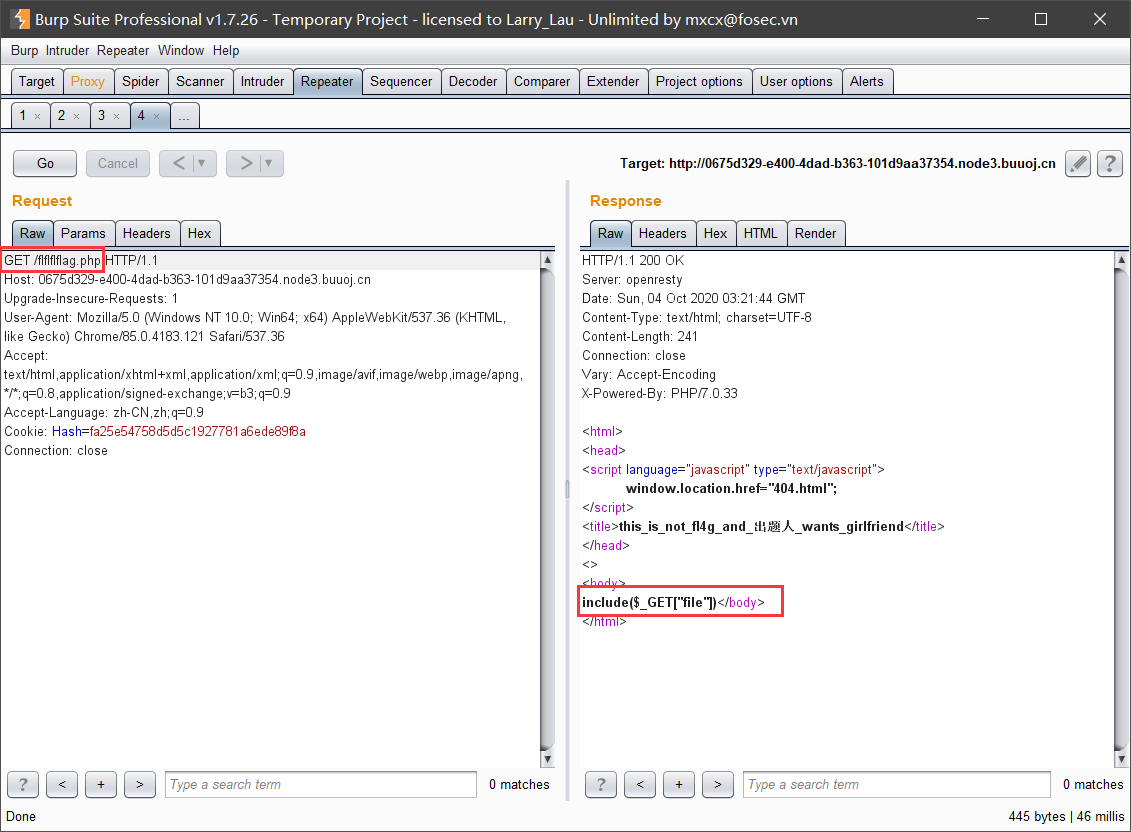 Burp Suite Professional v1.7.26 - Temporary Project - licensed to Larry_Lau - Unlimited by mxcx@fosec.vn
Burp Intruder Repeater Window Help
Target Proxy Spider Scanner Intruder Repeater Sequencer Decoder Comparer Extender Project options User options Alerts
1 × 2 × 3 × 4 × ...
Go Cancel < ▼ > ▼ Target: http://0675d329-e400-4dad-b363-101d9aa37354.node3.buuoj.cn ?
Request
Raw Params Headers Hex
GET /flflflflag.php HTTP/1.1
Host: 0675d329-e400-4dad-b363-101d9aa37354.node3.buuoj.cn
Upgrade-Insecure-Requests: 1
User-Agent: Mozilla/5.0 (Windows NT 10.0; Win64; x64) AppleWebKit/537.36 (KHTML,
like Gecko) Chrome/85.0.4183.121 Safari/537.36
Accept:
text/html,application/xhtml+xml,application/xml;q=0.9,image/avif,image/webp,image/apng,
*/*;q=0.8,application/signed-exchange;v=b3;q=0.9
Accept-Language: zh-CN,zh;q=0.9
Cookie: Hash=fa25e54758d5d5c1927781a6ede89f8a
Connection: close
? < + > Type a search term 0 matches
Response
Raw Headers Hex HTML Render
HTTP/1.1 200 OK
Server: openresty
Date: Sun, 04 Oct 2020 03:21:44 GMT
Content-Type: text/html; charset=UTF-8
Content-Length: 241
Connection: close
Vary: Accept-Encoding
X-Powered-By: PHP/7.0.33
<html>
<head>
<script language="javascript" type="text/javascript">
window.location.href="404.html";
</script>
<title>this_is_not_fl4g_and_出题人_wants_girlfriend</title>
</head>
<>
<body>
include($_GET["file"])</body>
</html>
? < + > Type a search term 0 matches
Done 445 bytes | 46 millis